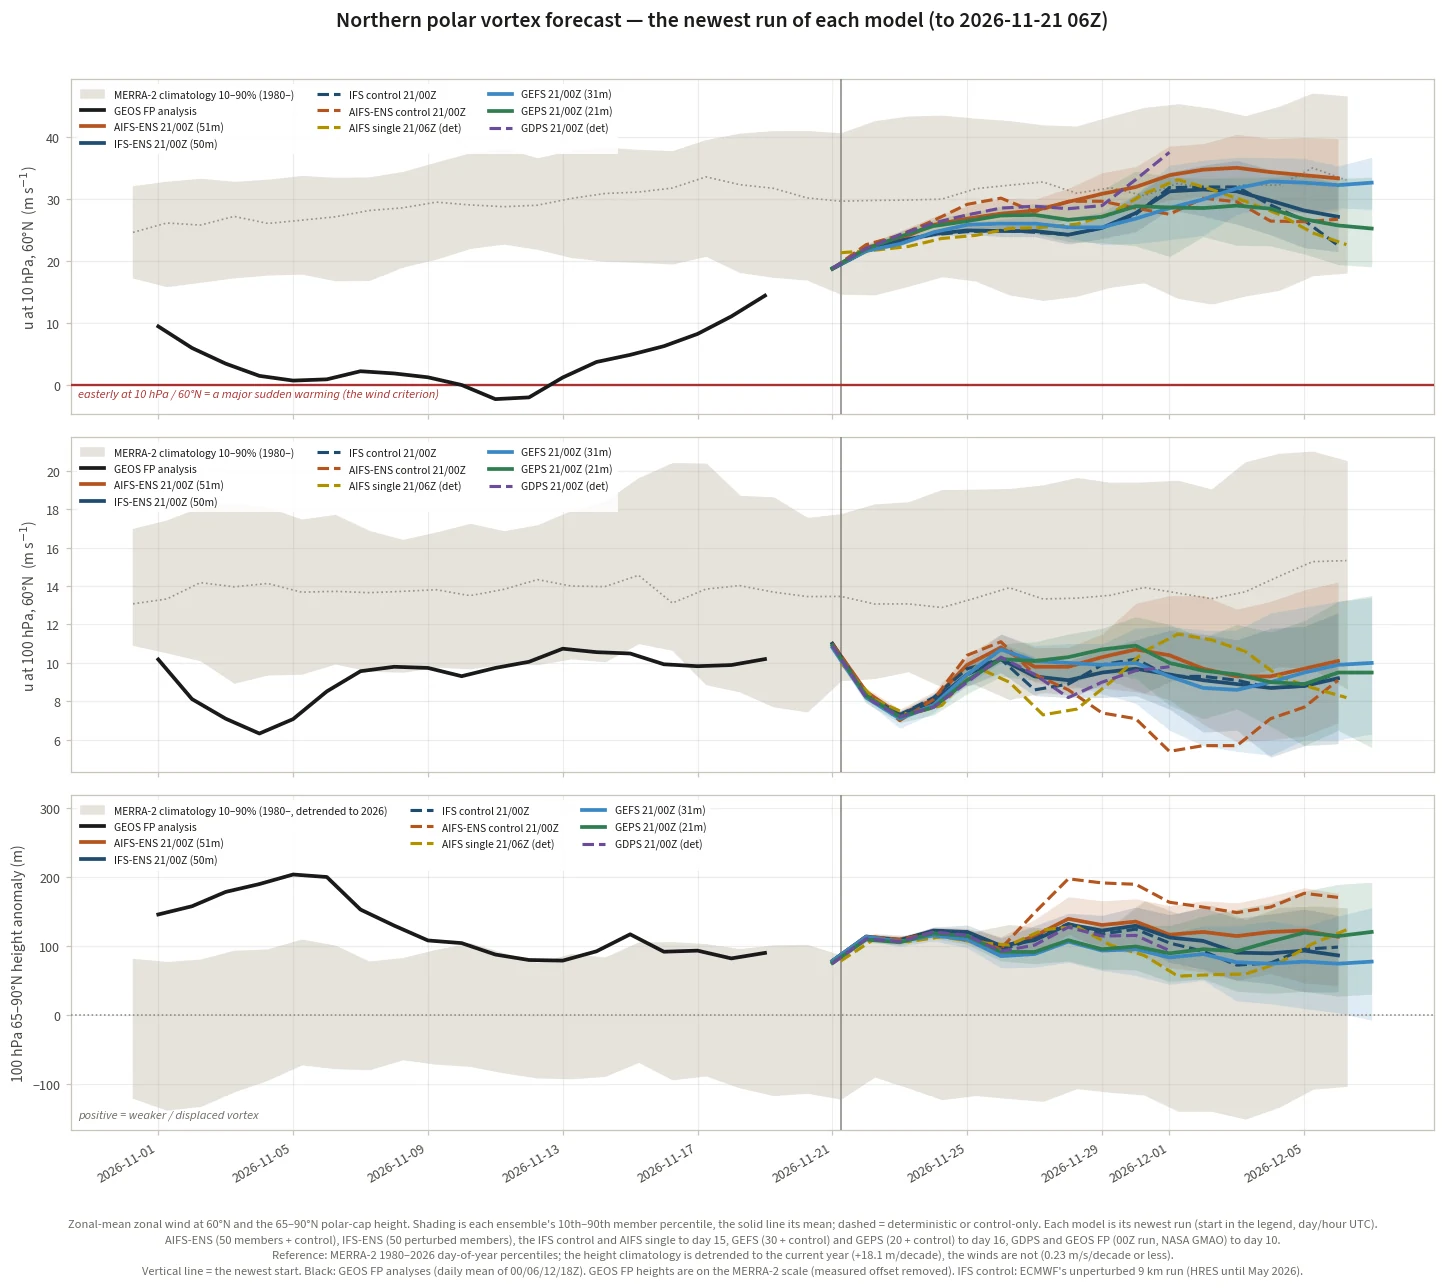 Northern polar vortex forecast — the newest run of each model (to 2026-11-21 06Z)
MERRA-2 climatology 10–90% (1980–)
GEOS FP analysis
AIFS-ENS 21/00Z (51m)
IFS-ENS 21/00Z (50m)
IFS control 21/00Z
AIFS-ENS control 21/00Z
AIFS single 21/06Z (det)
GEFS 21/00Z (31m)
GEPS 21/00Z (21m)
GDPS 21/00Z (det)
u at 10 hPa, 60°N (m s⁻¹)
40
30
20
10
0
easterly at 10 hPa / 60°N = a major sudden warming (the wind criterion)
MERRA-2 climatology 10–90% (1980–)
GEOS FP analysis
AIFS-ENS 21/00Z (51m)
IFS-ENS 21/00Z (50m)
IFS control 21/00Z
AIFS-ENS control 21/00Z
AIFS single 21/06Z (det)
GEFS 21/00Z (31m)
GEPS 21/00Z (21m)
GDPS 21/00Z (det)
u at 100 hPa, 60°N (m s⁻¹)
20
18
16
14
12
10
8
6
MERRA-2 climatology 10–90% (1980–, detrended to 2026)
GEOS FP analysis
AIFS-ENS 21/00Z (51m)
IFS-ENS 21/00Z (50m)
IFS control 21/00Z
AIFS-ENS control 21/00Z
AIFS single 21/06Z (det)
GEFS 21/00Z (31m)
GEPS 21/00Z (21m)
GDPS 21/00Z (det)
100 hPa 65–90°N height anomaly (m)
300
200
100
0
−100
positive = weaker / displaced vortex
2026-11-01
2026-11-05
2026-11-09
2026-11-13
2026-11-17
2026-11-21
2026-11-25
2026-11-29
2026-12-01
2026-12-05
Zonal-mean zonal wind at 60°N and the 65–90°N polar-cap height. Shading is each ensemble's 10th–90th member percentile, the solid line its mean; dashed = deterministic or control-only. Each model is its newest run (start in the legend, day/hour UTC).
AIFS-ENS (50 members + control), IFS-ENS (50 perturbed members), the IFS control and AIFS single to day 15, GEFS (30 + control) and GEPS (20 + control) to day 16, GDPS and GEOS FP (00Z run, NASA GMAO) to day 10.
Reference: MERRA-2 1980–2026 day-of-year percentiles; the height climatology is detrended to the current year (+18.1 m/decade), the winds are not (0.23 m/s/decade or less).
Vertical line = the newest start. Black: GEOS FP analyses (daily mean of 00/06/12/18Z). GEOS FP heights are on the MERRA-2 scale (measured offset removed). IFS control: ECMWF's unperturbed 9 km run (HRES until May 2026).